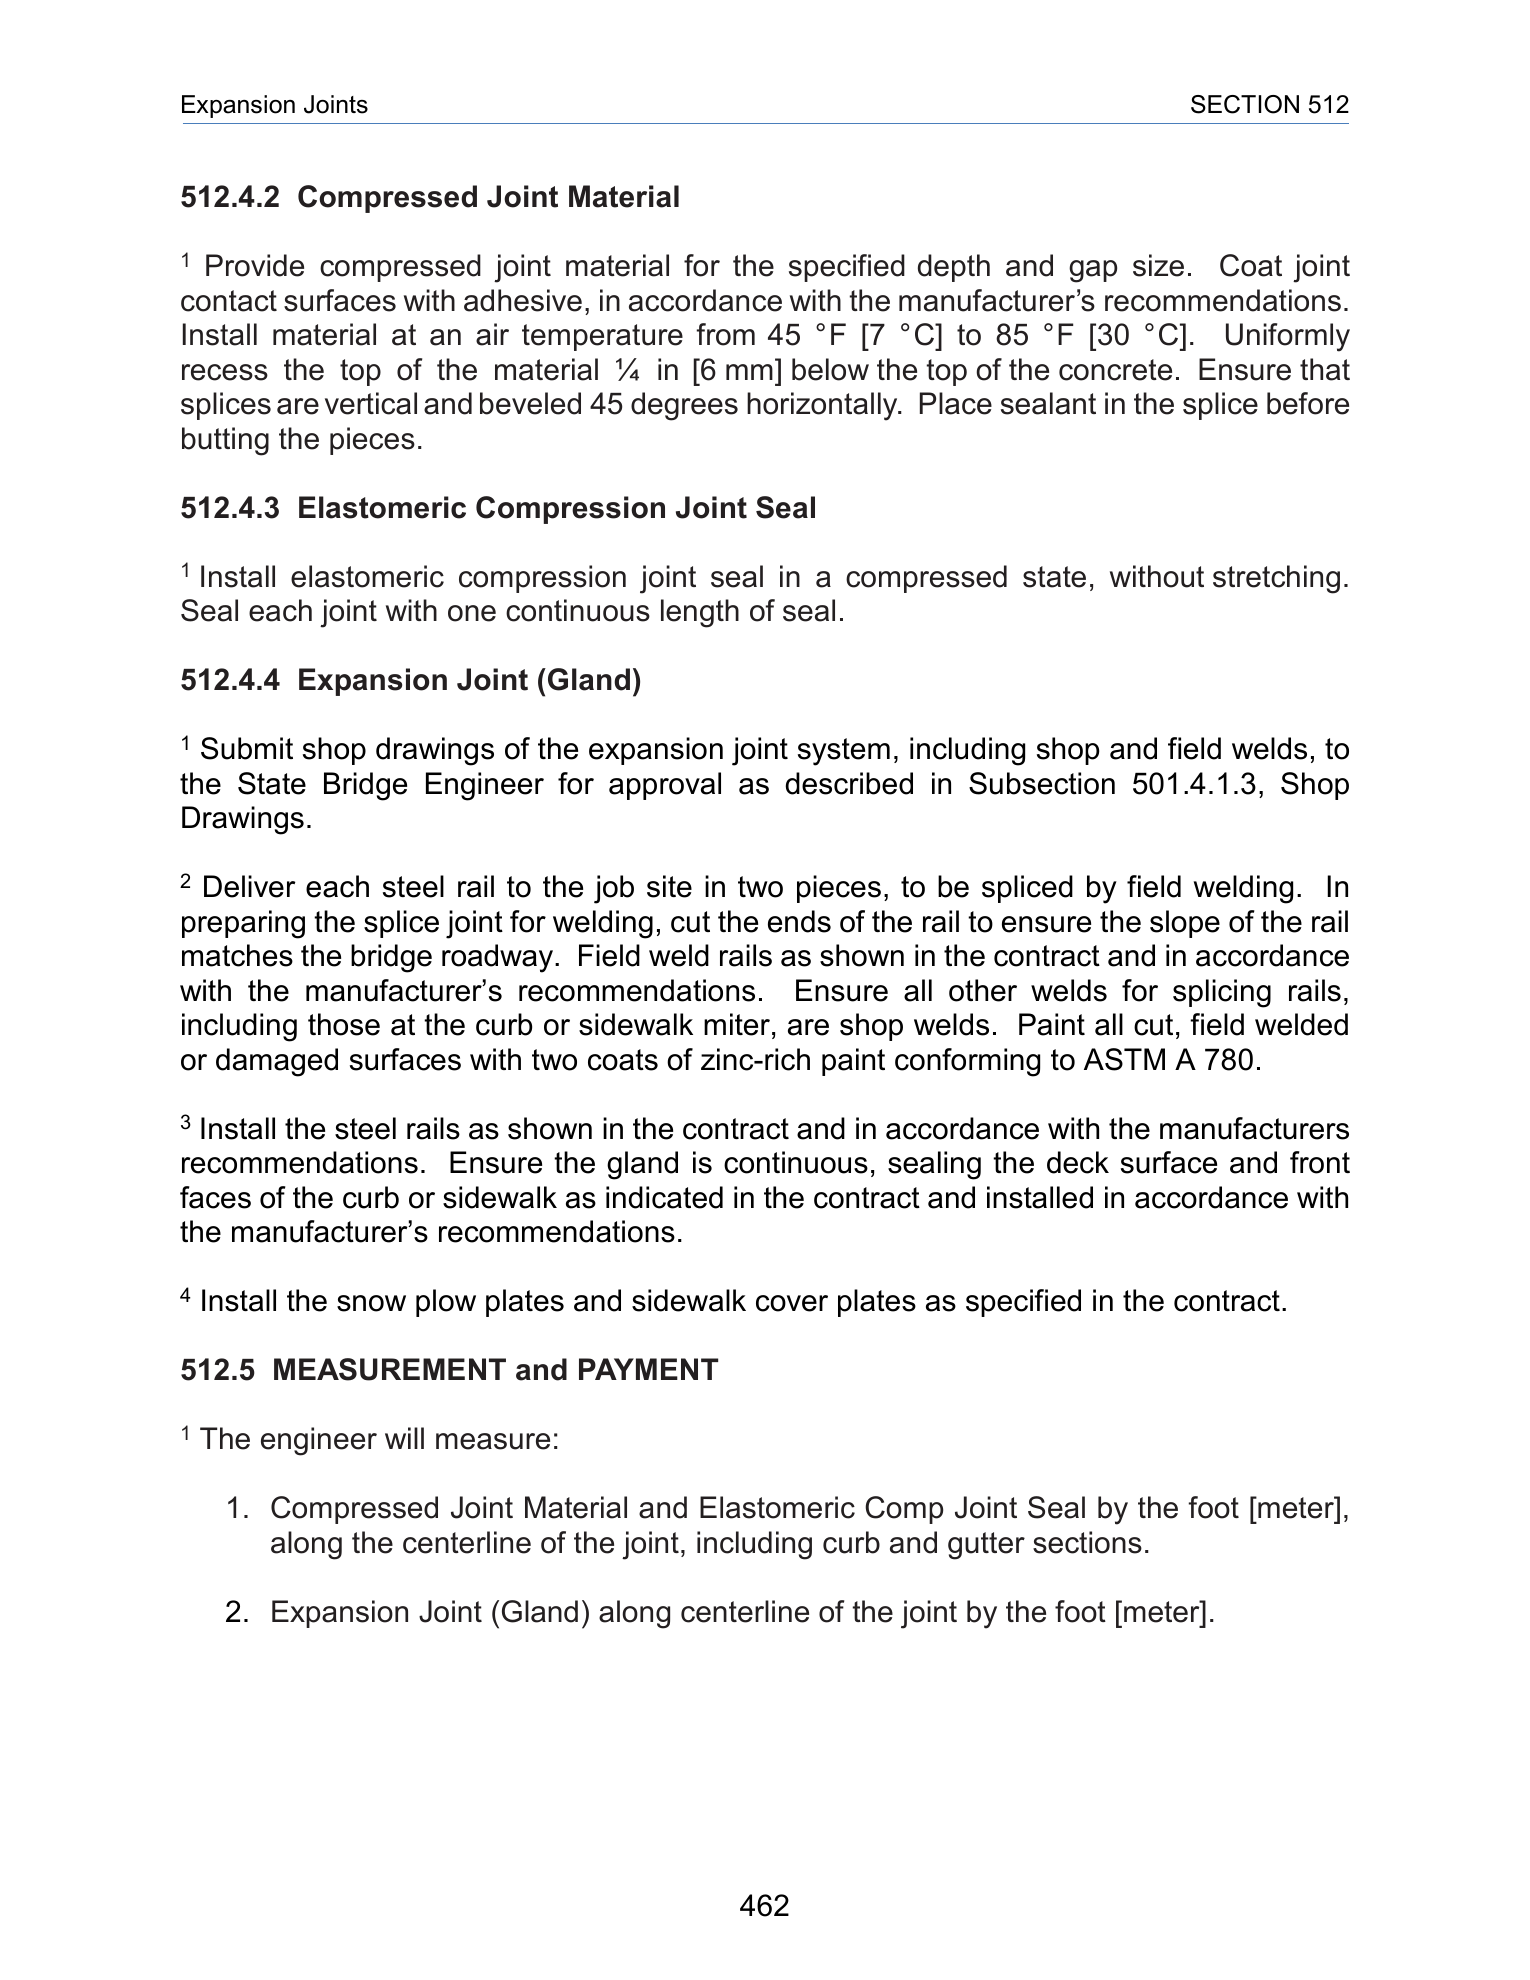 Expansion Joints SECTION 512
512.4.2 Compressed Joint Material
1 Provide compressed joint material for the specified depth and gap size. Coat joint
contact surfaces with adhesive, in accordance with the manufacturer’s recommendations.
Install material at an air temperature from 45 °F [7 °C] to 85 °F [30 °C]. Uniformly
recess the top of the material ¼ in [6 mm] below the top of the concrete. Ensure that
splices are vertical and beveled 45 degrees horizontally. Place sealant in the splice before
butting the pieces.
512.4.3 Elastomeric Compression Joint Seal
1 Install elastomeric compression joint seal in a compressed state, without stretching.
Seal each joint with one continuous length of seal.
512.4.4 Expansion Joint (Gland)
1 Submit shop drawings of the expansion joint system, including shop and field welds, to
the State Bridge Engineer for approval as described in Subsection 501.4.1.3, Shop
Drawings.
2 Deliver each steel rail to the job site in two pieces, to be spliced by field welding. In
preparing the splice joint for welding, cut the ends of the rail to ensure the slope of the rail
matches the bridge roadway. Field weld rails as shown in the contract and in accordance
with the manufacturer’s recommendations. Ensure all other welds for splicing rails,
including those at the curb or sidewalk miter, are shop welds. Paint all cut, field welded
or damaged surfaces with two coats of zinc-rich paint conforming to ASTM A 780.
3 Install the steel rails as shown in the contract and in accordance with the manufacturers
recommendations. Ensure the gland is continuous, sealing the deck surface and front
faces of the curb or sidewalk as indicated in the contract and installed in accordance with
the manufacturer’s recommendations.
4 Install the snow plow plates and sidewalk cover plates as specified in the contract.
512.5 MEASUREMENT and PAYMENT
1 The engineer will measure:
1. Compressed Joint Material and Elastomeric Comp Joint Seal by the foot [meter],
along the centerline of the joint, including curb and gutter sections.
2. Expansion Joint (Gland) along centerline of the joint by the foot [meter].
462